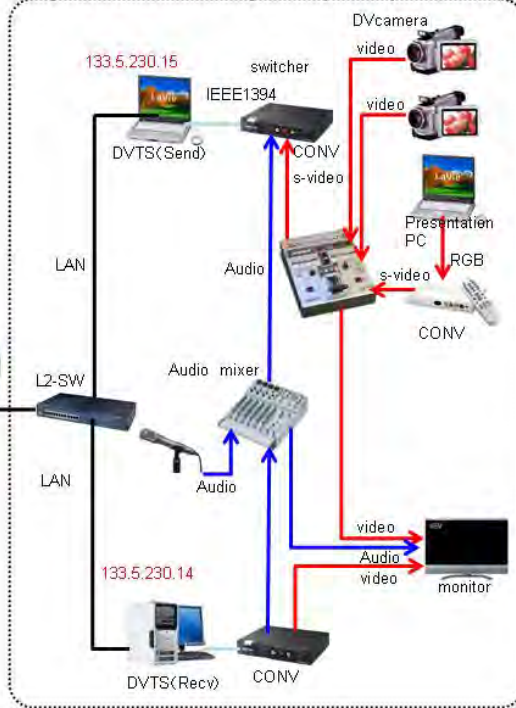 DVcamera
video
133.5.230.15
switcher
IEEE1394
video
CONV
DVTS(Send)
s-video
Presentation
PC
RGB
LAN
Audio
s-video
CONV
L2-SW
Audio mixer
LAN
Audio
video
Audio
133.5.230.14
video
monitor
CONV
DVTS(Recv)